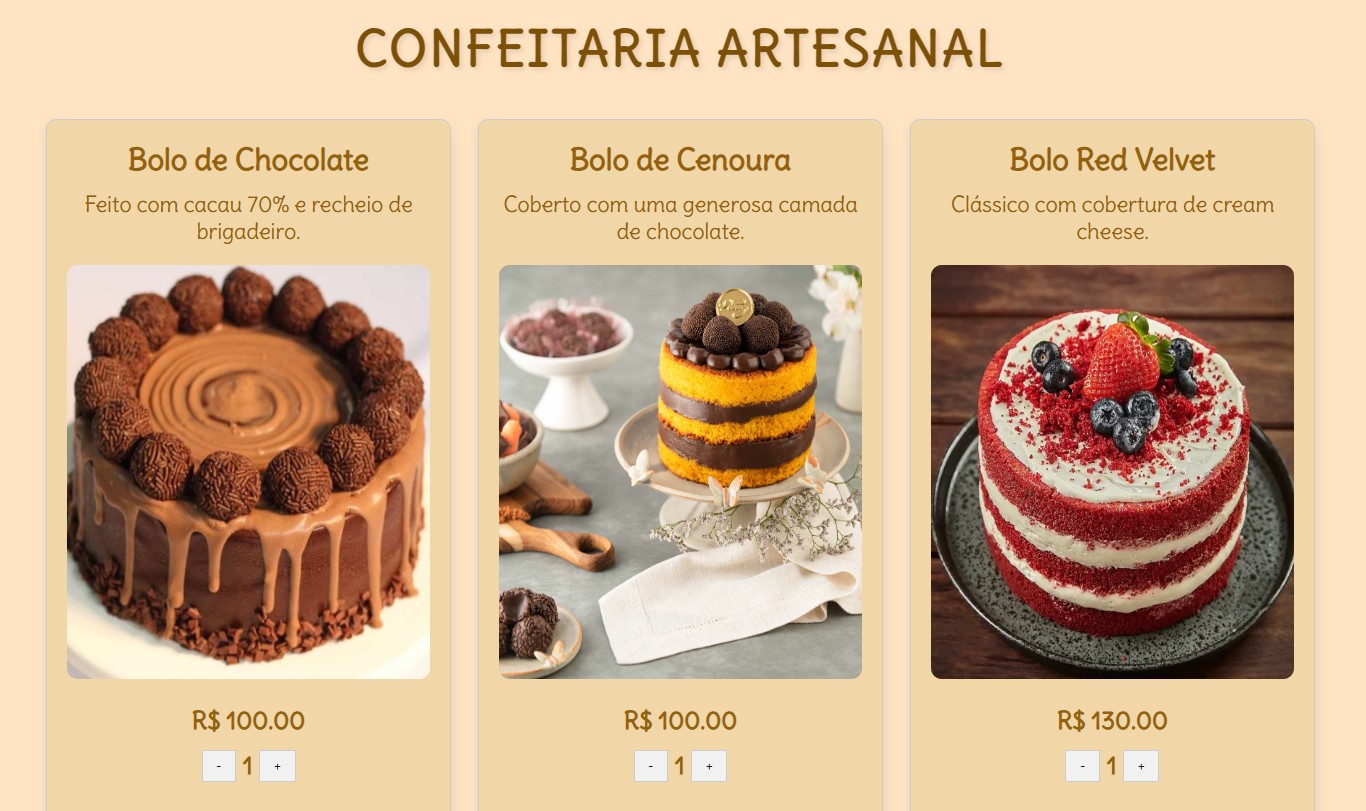 CONFEITARIA ARTESANAL
Bolo de Chocolate
Feito com cacau 70% e recheio de
brigadeiro.
R$ 100.00
- 1 +
Bolo de Cenoura
Coberto com uma generosa camada
de chocolate.
R$ 100.00
- 1 +
Bolo Red Velvet
Clássico com cobertura de cream
cheese.
R$ 130.00
- 1 +